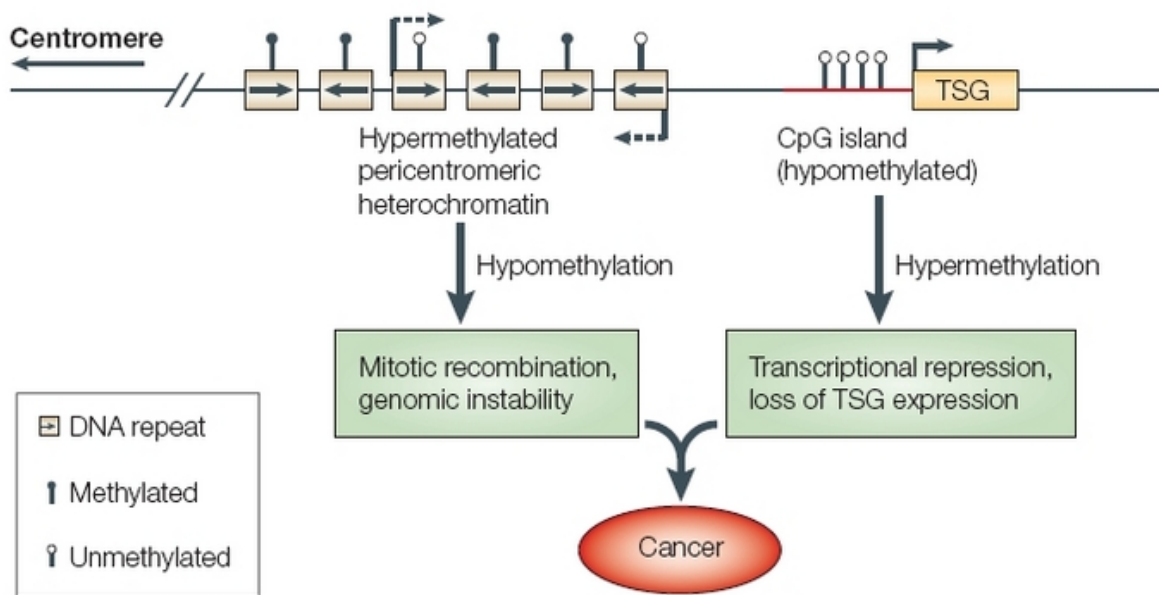 Centromere
TSG
Hypermethylated
pericentromeric
heterochromatin
CpG island
(hypomethylated)
Hypomethylation
Hypermethylation
Mitotic recombination,
genomic instability
Transcriptional repression,
loss of TSG expression
DNA repeat
Methylated
Unmethylated
Cancer